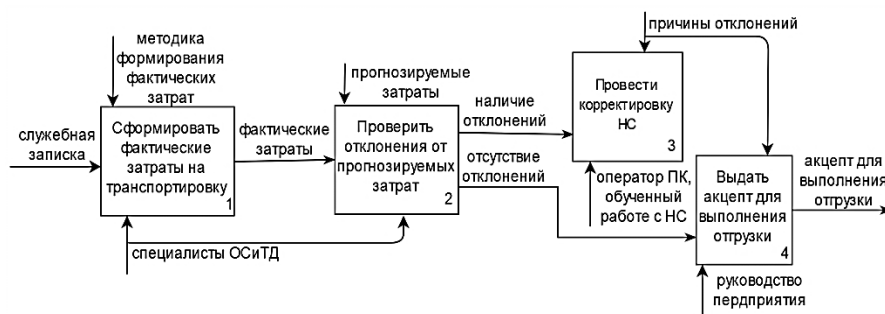 методика
формирования
фактических
затрат
служебная
записка
Сформировать
фактические
затраты на
транспортировку
1
фактические
затраты
специалисты ОСиТД
прогнозируемые
затраты
Проверить
отклонения от
прогнозируемых
затрат
2
наличие
отклонений
отсутствие
отклонений
причины отклонений
Провести
корректировку
НС
3
оператор ПК,
обученный
работе с НС
Выдать
акцепт для
выполнения
отгрузки
4
акцепт для
выполнения
отгрузки
руководство
пердприятия